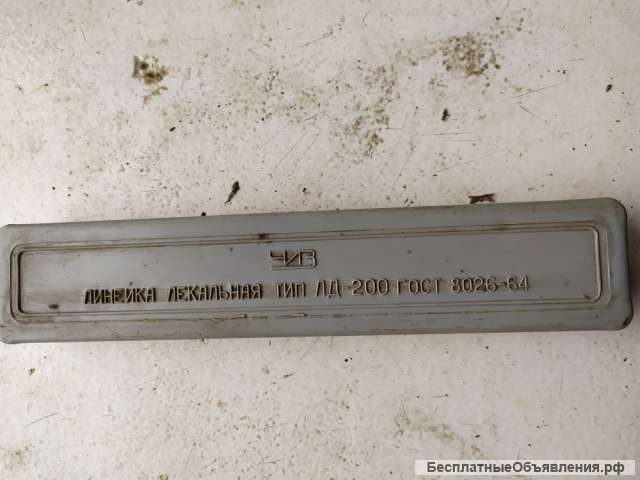 ЧИЗ
ЛИНЕЙКА ЛЕКАЛЬНАЯ ТИП ЛД-200 ГОСТ 8026-64
БесплатныеОбъявления.рф